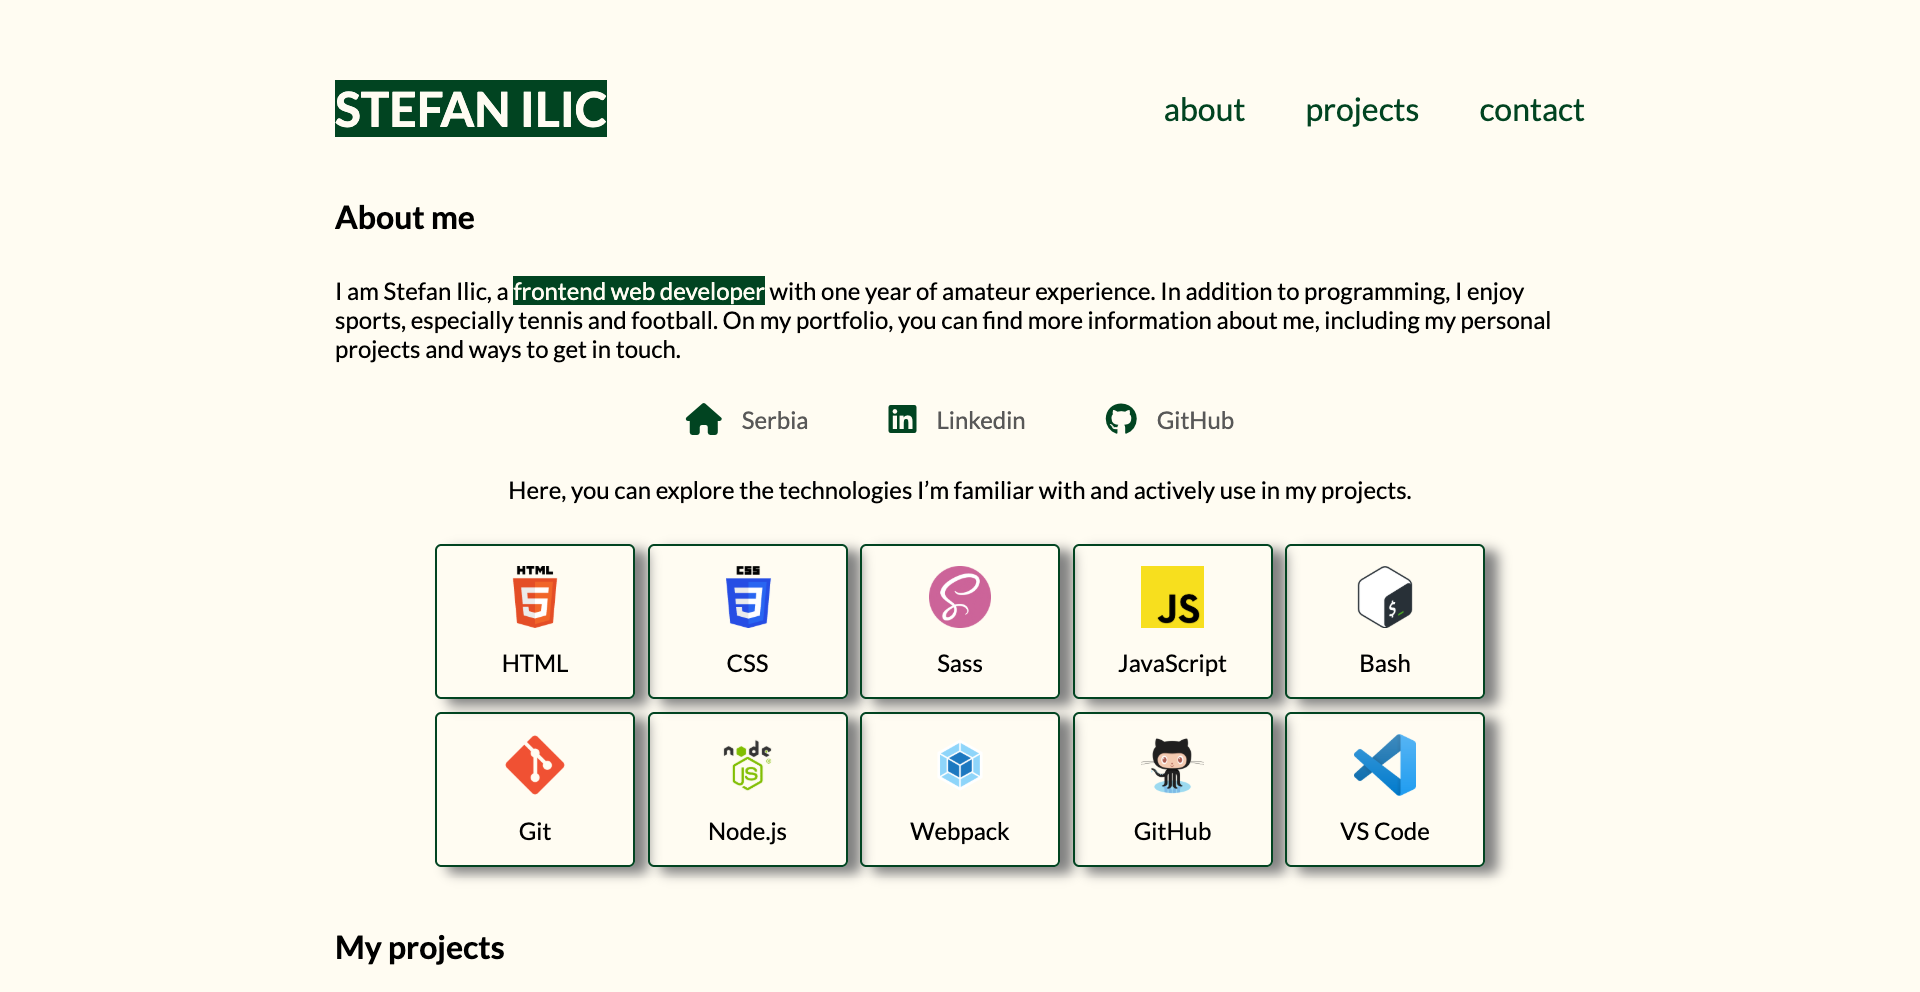 STEFAN ILIC
about projects contact
About me
I am Stefan Ilic, a frontend web developer with one year of amateur experience. In addition to programming, I enjoy
sports, especially tennis and football. On my portfolio, you can find more information about me, including my personal
projects and ways to get in touch.
Serbia Linkedin GitHub
Here, you can explore the technologies I’m familiar with and actively use in my projects.
HTML CSS JS
HTML CSS Sass JavaScript Bash
node JS
Git Node.js Webpack GitHub VS Code
My projects